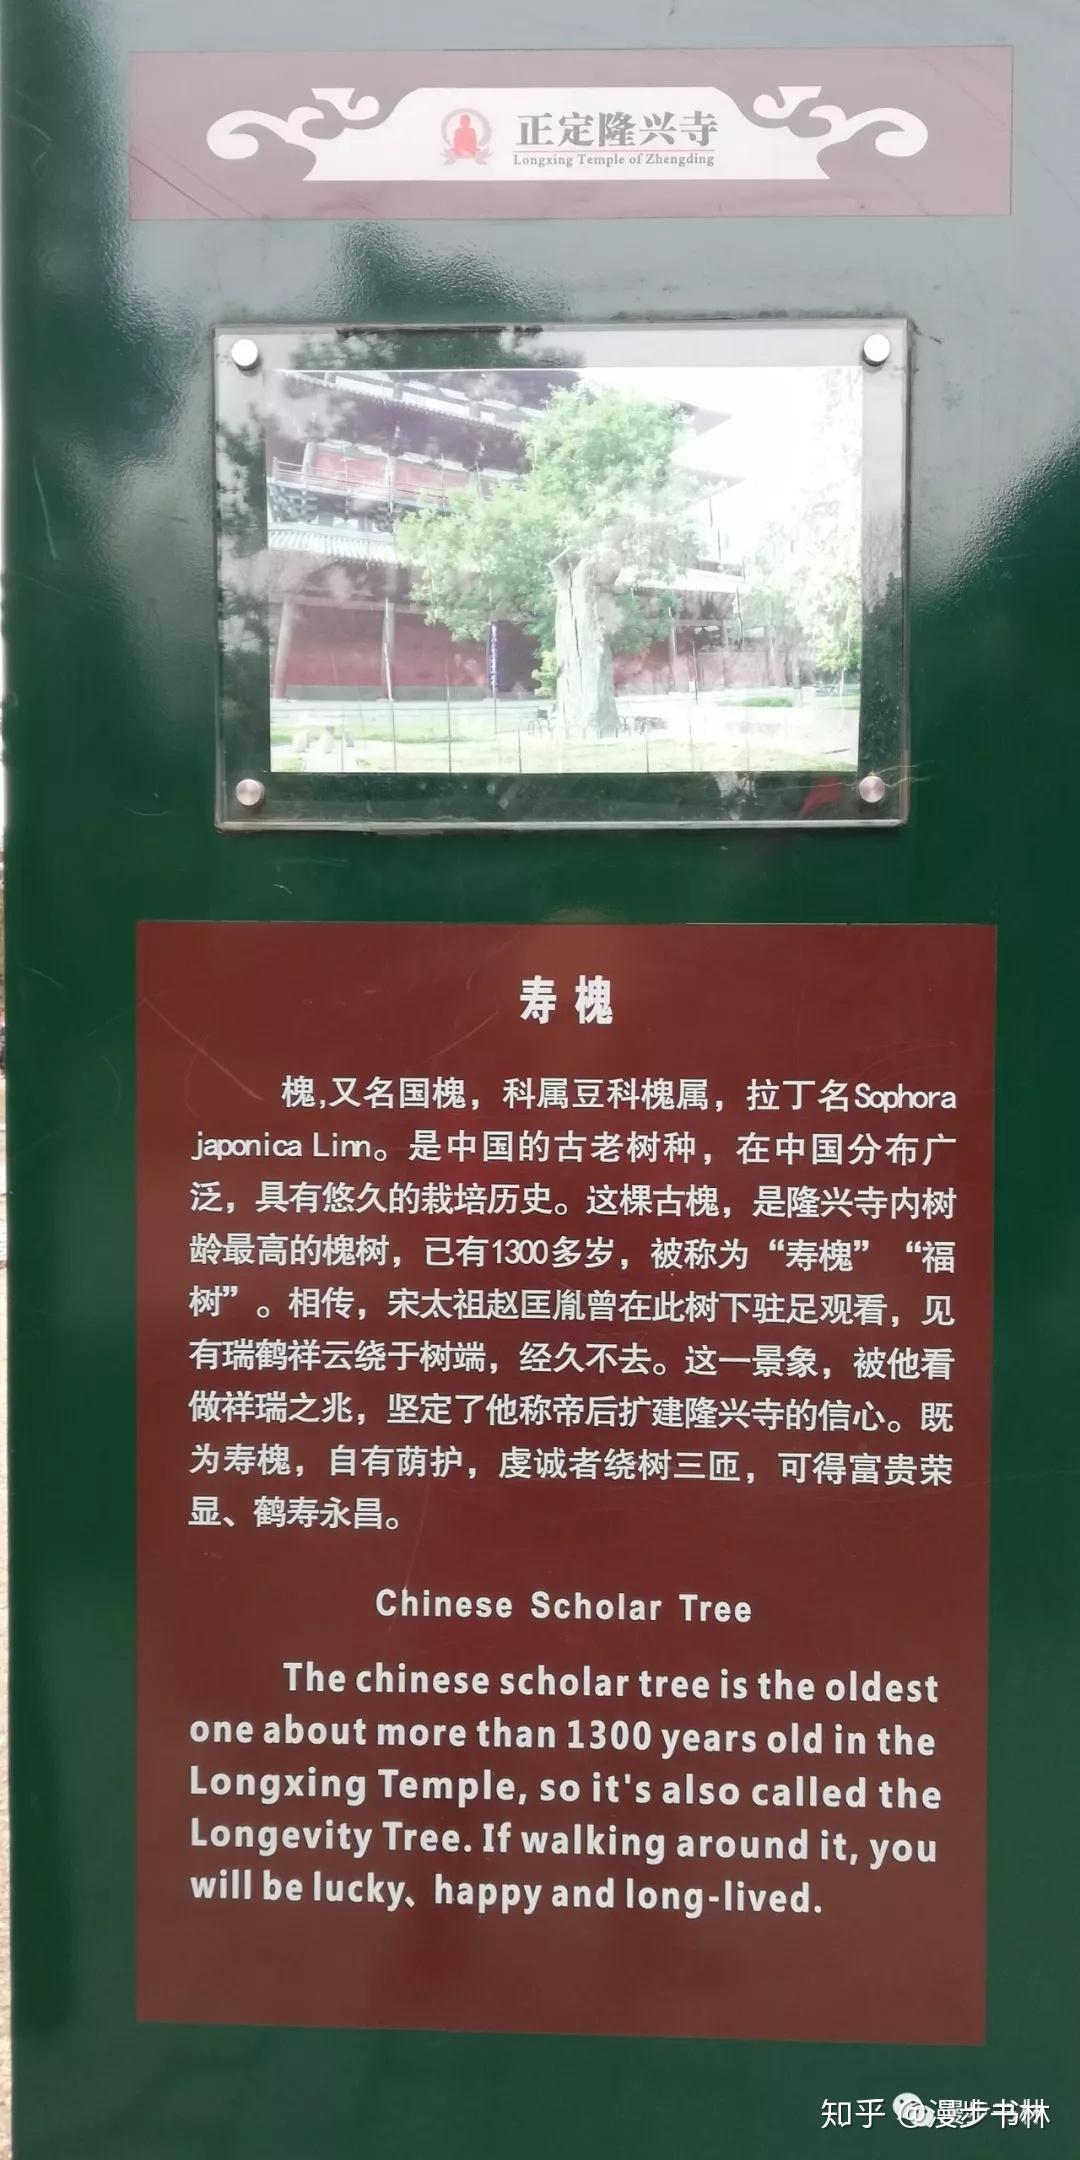 正定隆兴寺
Longxing Temple of Zhengding
寿槐
槐,又名国槐，科属豆科槐属，拉丁名Sophora
japonica Linn。是中国的古老树种，在中国分布广
泛，具有悠久的栽培历史。这棵古槐，是隆兴寺内树
龄最高的槐树，已有1300多岁，被称为“寿槐”“福
树”。相传，宋太祖赵匡胤曾在此树下驻足观看，见
有瑞鹤祥云绕于树端，经久不去。这一景象，被他看
做祥瑞之兆，坚定了他称帝后扩建隆兴寺的信心。既
为寿槐，自有荫护，虔诚者绕树三匝，可得富贵荣
显、鹤寿永昌。
Chinese Scholar Tree
The chinese scholar tree is the oldest
one about more than 1300 years old in the
Longxing Temple, so it's also called the
Longevity Tree. If walking around it, you
will be lucky、happy and long-lived.
知乎 @漫步书林